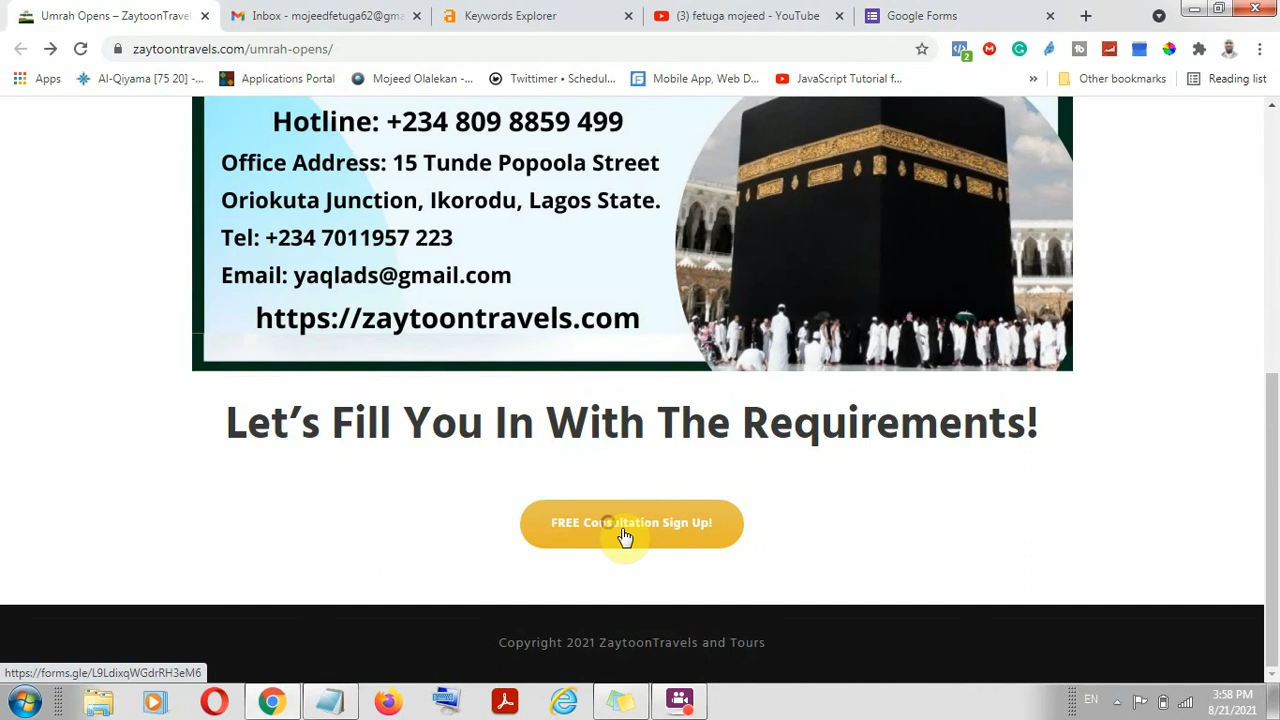 Umrah Opens – ZaytoonTravel
Inbox - mojeedfetuga62@gma
Keywords Explorer
(3) fetuga mojeed - YouTube
Google Forms
zaytoontravels.com/umrah-opens/
2
Apps
Al-Qiyama [75 20] -...
Applications Portal
Mojeed Olalekan -...
Twittimer • Schedul...
Mobile App, Web D...
JavaScript Tutorial f...
»
Other bookmarks
Reading list
Hotline: +234 809 8859 499
Office Address: 15 Tunde Popoola Street
Oriokuta Junction, Ikorodu, Lagos State.
Tel: +234 7011957 223
Email: yaqlads@gmail.com
https://zaytoontravels.com
Let's Fill You In With The Requirements!
FREE Consultation Sign Up!
Copyright 2021 ZaytoonTravels and Tours
https://forms.gle/L9LdixqWGdrRH3eM6
EN
3:58 PM
8/21/2021